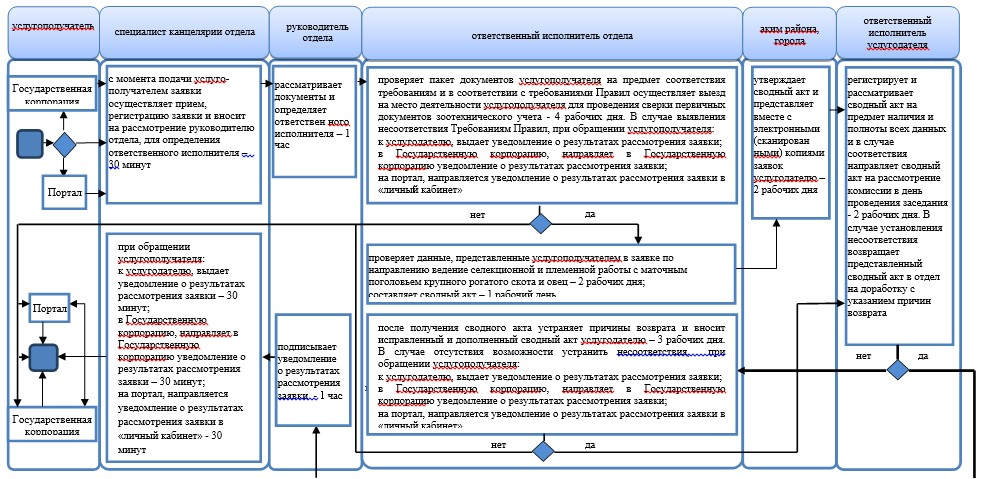 услугополучатель
специалист канцелярии отдела
руководитель
отдела
ответственный исполнитель отдела
аким района,
города
ответственный
исполнитель
услугодателя
Государственная
корпорация
Портал
с момента подачи услуго-
получателем заявки
осуществляет прием,
регистрацию заявки и вносит
на рассмотрение руководителю
отдела, для определения
ответственного исполнителя –
30 минут
рассматривает
документы и
определяет
ответствен ного
исполнителя – 1
час
проверяет пакет документов услугополучателя на предмет соответствия
требованиям и в соответствии с требованиями Правил осуществляет выезд
на место деятельности услугополучателя для проведения сверки первичных
документов зоотехнического учета - 4 рабочих дня. В случае выявления
несоответствия Требованиям Правил, при обращении услугополучателя:
к услугодателю, выдает уведомление о результатах рассмотрения заявки;
в Государственную корпорацию, направляет в Государственную
корпорацию уведомление о результатах рассмотрения заявки;
на портал, направляется уведомление о результатах рассмотрения заявки в
«личный кабинет»
утверждает
сводный акт и
представляет
вместе с
электронными
(сканирован
ными) копиями
заявок
услугодателю –
2 рабочих дня
регистрирует и
рассматривает
сводный акт на
предмет наличия и
полноты всех данных
и в случае
соответствия
направляет сводный
акт на рассмотрение
комиссии в день
проведения заседания
- 2 рабочих дня. В
случае установления
несоответствия
возвращает
представленный
сводный акт в отдел
на доработку с
указанием причин
возврата
нет
да
проверяет данные, представленные услугополучателем в заявке по
направлению ведение селекционной и племенной работы с маточным
поголовьем крупного рогатого скота и овец – 2 рабочих дня;
составляет сводный акт – 1 рабочий день
при обращении
услугополучателя:
к услугодателю, выдает
уведомление о результатах
рассмотрения заявки – 30
минут;
в Государственную
корпорацию, направляет в
Государственную
корпорацию уведомление о
результатах рассмотрения
заявки – 30 минут;
на портал, направляется
уведомление о результатах
рассмотрения заявки в
«личный кабинет» - 30
минут
Портал
Государственная
корпорация
подписывает
уведомление
о результатах
рассмотрения
заявки - 1 час
после получения сводного акта устраняет причины возврата и вносит
исправленный и дополненный сводный акт услугодателю – 3 рабочих дня.
В случае отсутствия возможности устранить несоответствия, при
обращении услугополучателя:
к услугодателю, выдает уведомление о результатах рассмотрения заявки;
в Государственную корпорацию, направляет в Государственную
корпорацию уведомление о результатах рассмотрения заявки;
на портал, направляется уведомление о результатах рассмотрения заявки в
«личный кабинет»
нет
да
нет
да